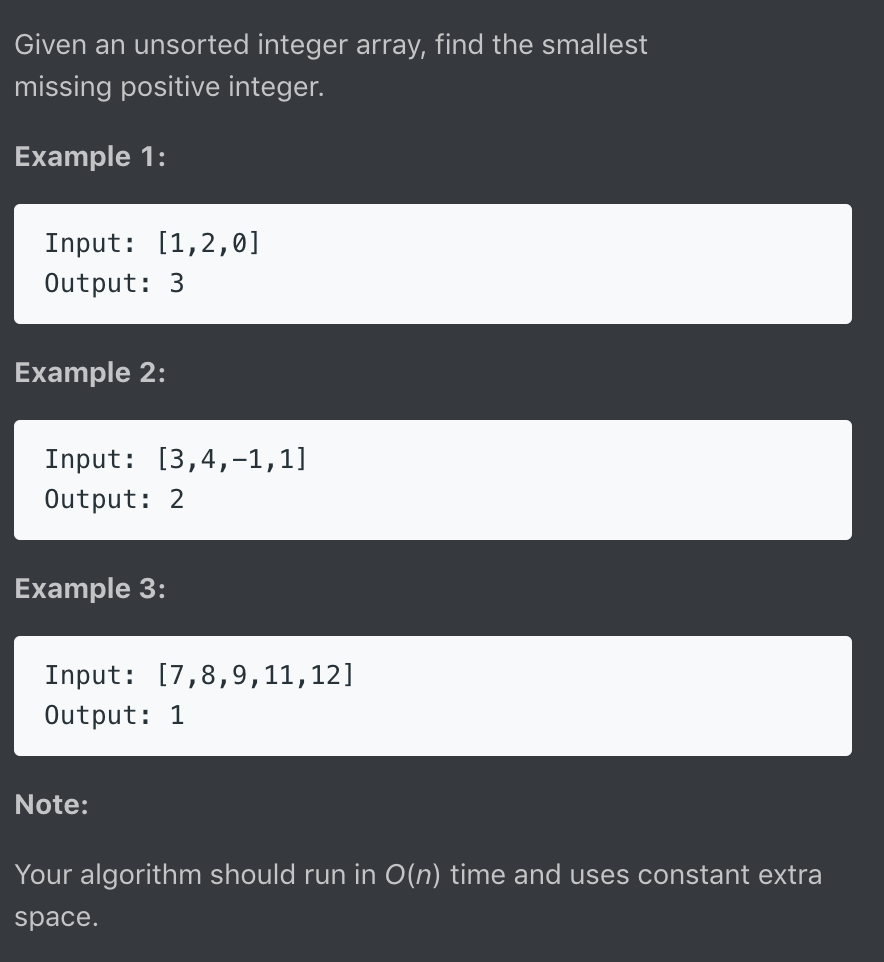 Given an unsorted integer array, find the smallest
missing positive integer.
Example 1:
Input: [1,2,0]
Output: 3
Example 2:
Input: [3,4,−1,1]
Output: 2
Example 3:
Input: [7,8,9,11,12]
Output: 1
Note:
Your algorithm should run in O(n) time and uses constant extra
space.